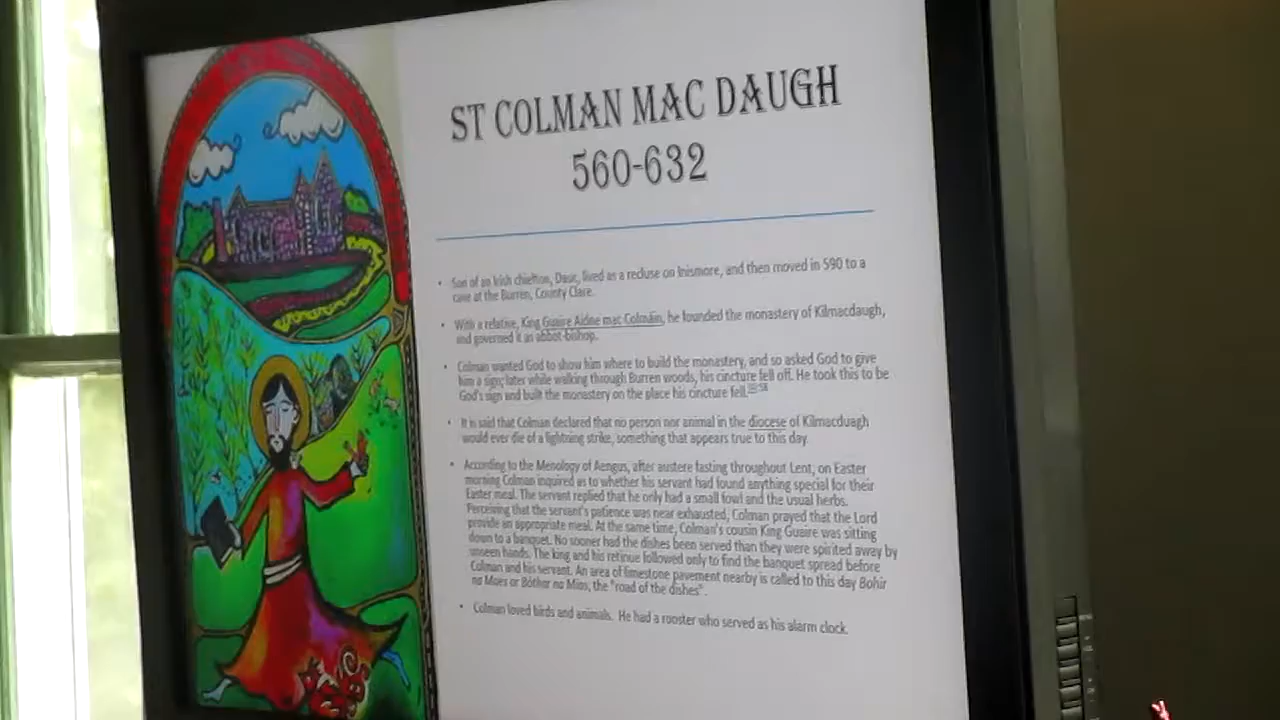 ST COLMAN MAC DAUGH
560-632
• Son of an Irish chiefton, Daur, lived as a recluse on Inismore, and then moved in 590 to a
cave at the Burren, County Clare.
• With a relative, King Guaire Aidne mac Colmáin, he founded the monastery of Kilmacdaugh,
and governed it as abbot-bishop.
• Colman wanted God to show him where to build the monastery, and so asked God to give
him a sign; later while walking through Burren woods, his cincture fell off. He took this to be
God's sign and built the monastery on the place his cincture fell.
• It is said that Colman declared that no person nor animal in the diocese of Kilmacduagh
would ever die of a lightning strike, something that appears true to this day.
• According to the Menology of Aengus, after austere fasting throughout Lent, on Easter
morning Colman inquired as to whether his servant had found anything special for their
Easter meal. The servant replied that he only had a small fowl and the usual herbs.
Perceiving that the servant's patience was near exhausted, Colman prayed that the Lord
provide an appropriate meal. At the same time, Colman's cousin King Guaire was sitting
down to a banquet. No sooner had the dishes been served than they were spirited away by
unseen hands. The king and his retinue followed only to find the banquet spread before
Colman and his servant. An area of limestone pavement nearby is called to this day Bohir
na Maes or Bóthar na Mias, the "road of the dishes".
• Colman loved birds and animals. He had a rooster who served as his alarm clock.